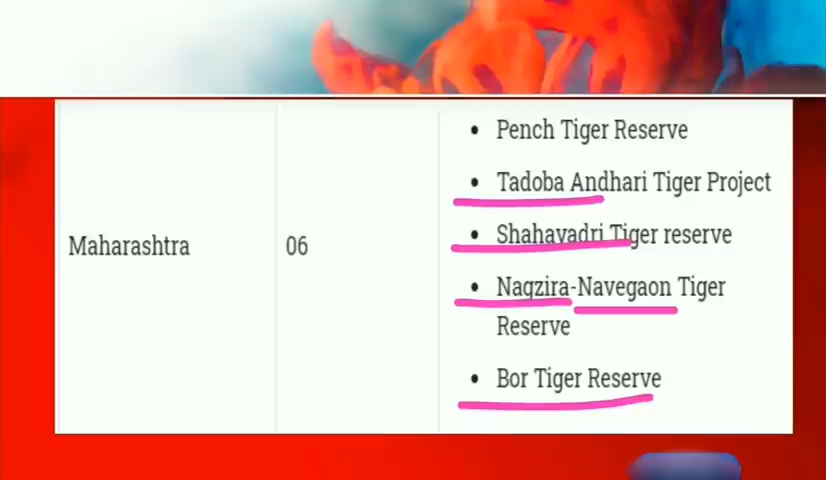 Pench Tiger Reserve
Tadoba Andhari Tiger Project
Maharashtra 06
Shahayadri Tiger reserve
Nagzira-Navegaon Tiger
Reserve
Bor Tiger Reserve